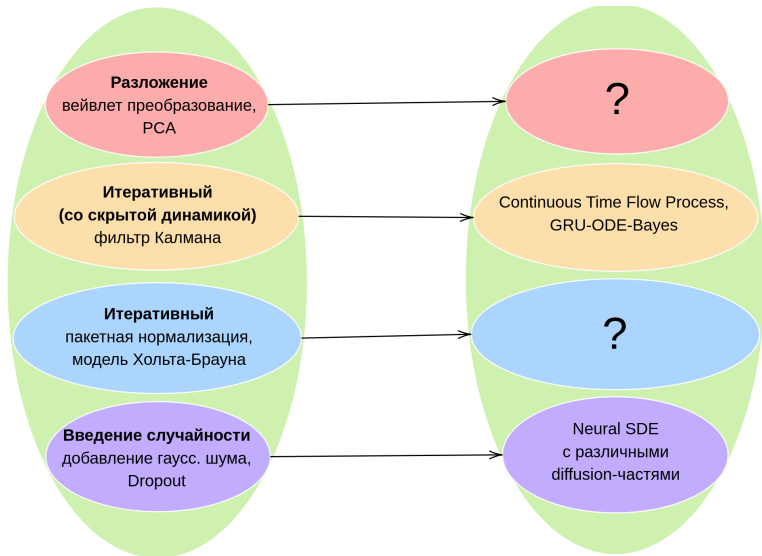 Разложение
вейвлет преобразование,
PCA
?
Итеративный
(со скрытой динамикой)
фильтр Калмана
Continuous Time Flow Process,
GRU-ODE-Bayes
Итеративный
пакетная нормализация,
модель Хольта-Брауна
?
Введение случайности
добавление гаусс. шума,
Dropout
Neural SDE
с различными
diffusion-частями